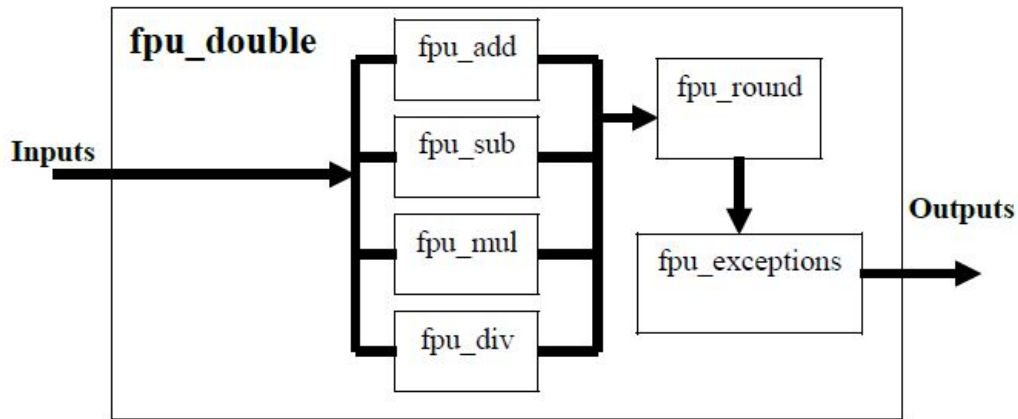 fpu_double
fpu_add
fpu_sub
fpu_mul
fpu_div
fpu_round
fpu_exceptions
Inputs
Outputs